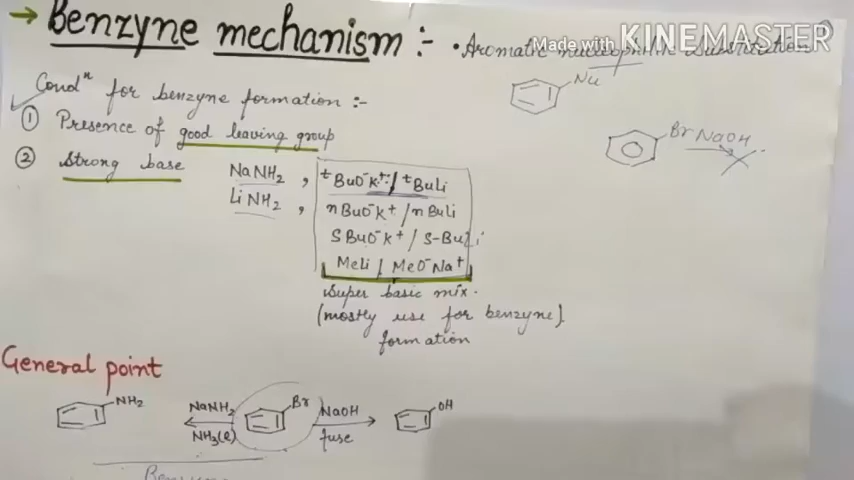 → Benzyne mechanism :- • Aromatic nucleophilic substitution
Made with KINEMASTER
Condⁿ for benzyne formation :-
① Presence of good leaving group
② Strong base
NaNH₂ , ᵗBuO⁻K⁺ / ᵗBuLi
LiNH₂ , nBuO⁻K⁺ / nBuLi
SBuO⁻K⁺ / S-BuLi
MeLi / MeO⁻Na⁺
Super basic mix.
(mostly use for benzyne)
formation
Nu
Br NaOH
General point
NH₂ NaNH₂ Br NaOH OH
NH₃(l) fuse